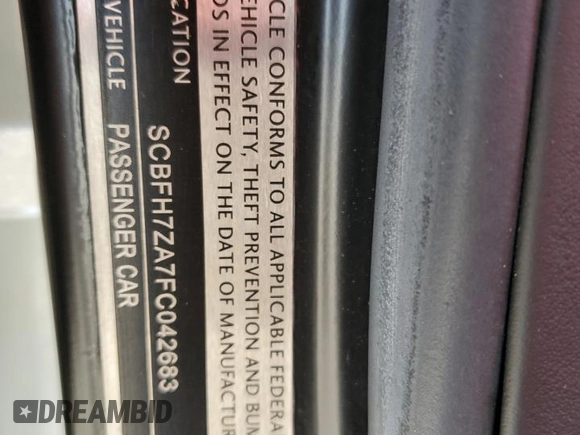 CLE CONFORMS TO ALL APPLICABLE FEDERA
EHICLE SAFETY, THEFT PREVENTION AND BUM
DS IN EFFECT ON THE DATE OF MANUFACTUR
CATION SCBFH7ZA7FC042683
VEHICLE PASSENGER CAR
DREAMBID